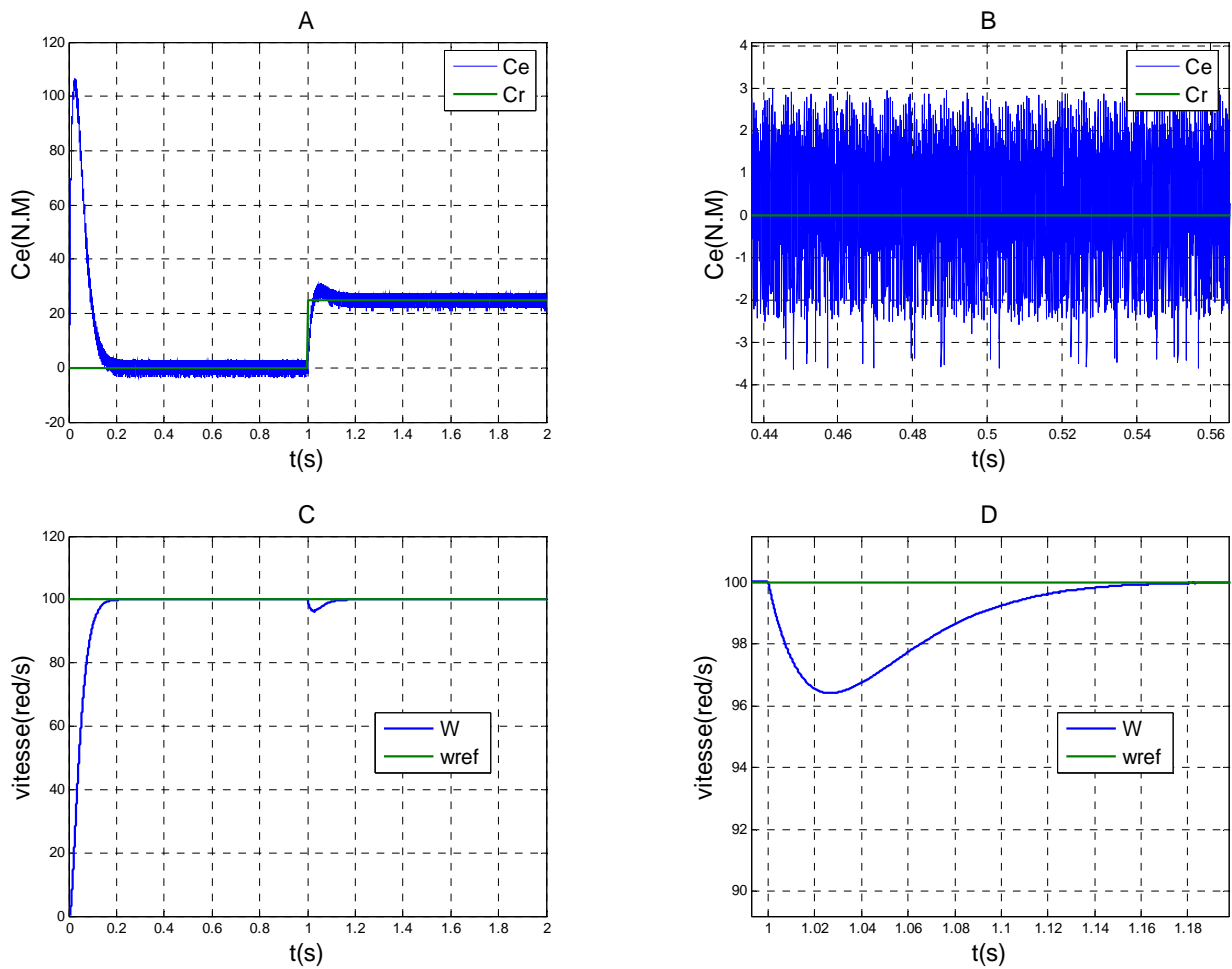 A
120
100
80
60
40
20
0
-20
Ce(N.M)
Ce
Cr
0 0.2 0.4 0.6 0.8 1 1.2 1.4 1.6 1.8 2
t(s)
B
4
3
2
1
0
-1
-2
-3
-4
Ce(N.M)
Ce
Cr
0.44 0.46 0.48 0.5 0.52 0.54 0.56
t(s)
C
120
100
80
60
40
20
0
vitesse(red/s)
W
wref
0 0.2 0.4 0.6 0.8 1 1.2 1.4 1.6 1.8 2
t(s)
D
100
98
96
94
92
90
vitesse(red/s)
W
wref
1 1.02 1.04 1.06 1.08 1.1 1.12 1.14 1.16 1.18
t(s)